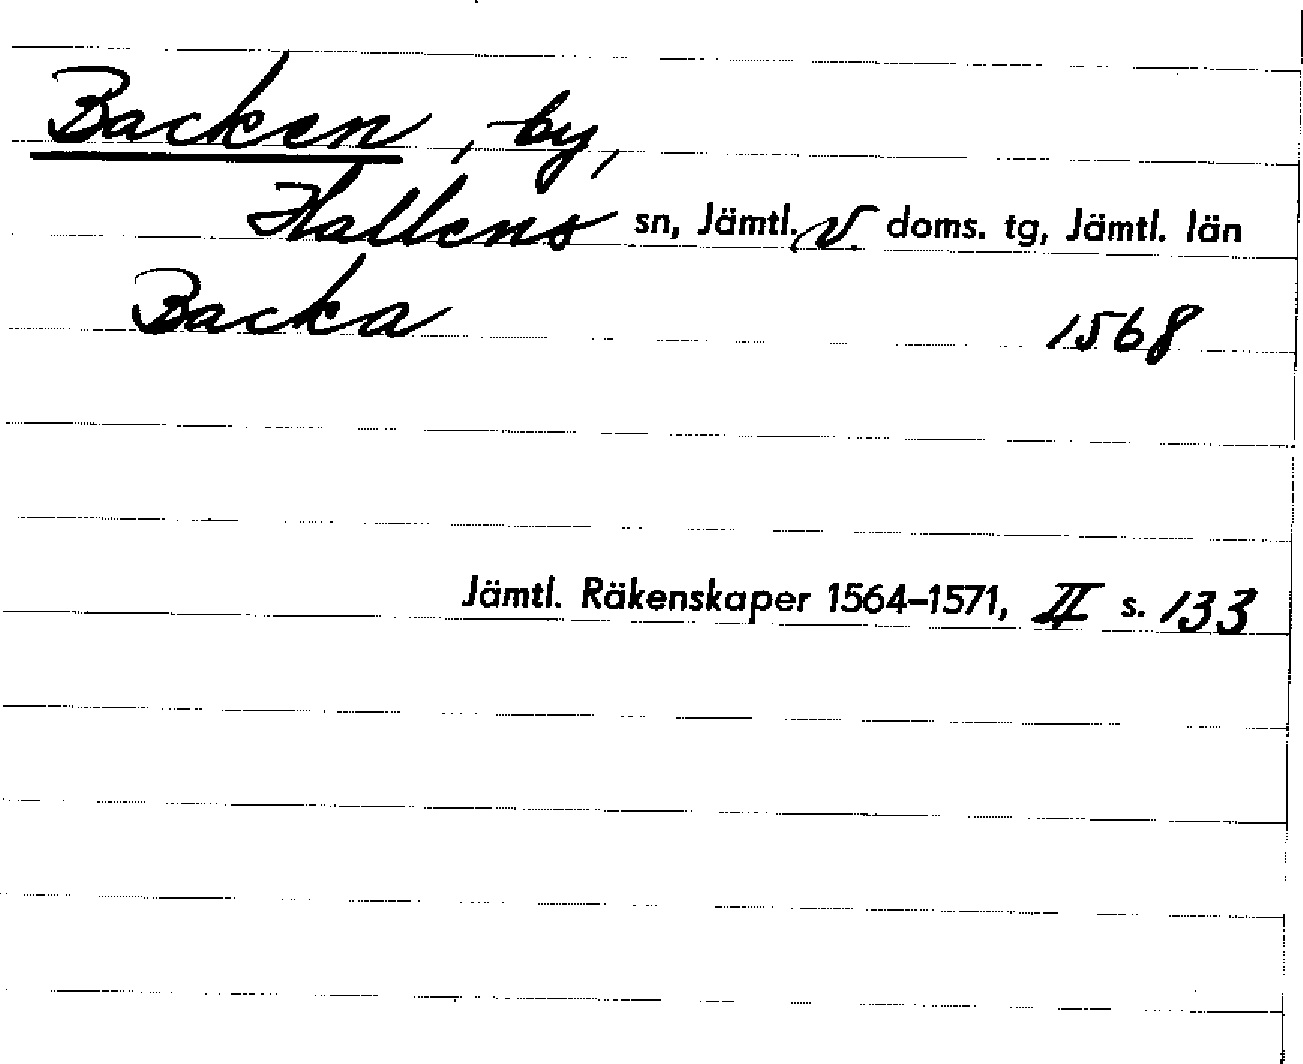 Backen, by,
Hallens sn, Jämtl. v. doms. tg, Jämtl. län
Backa 1568
Jämtl. Räkenskaper 1564–1571, II s. 133